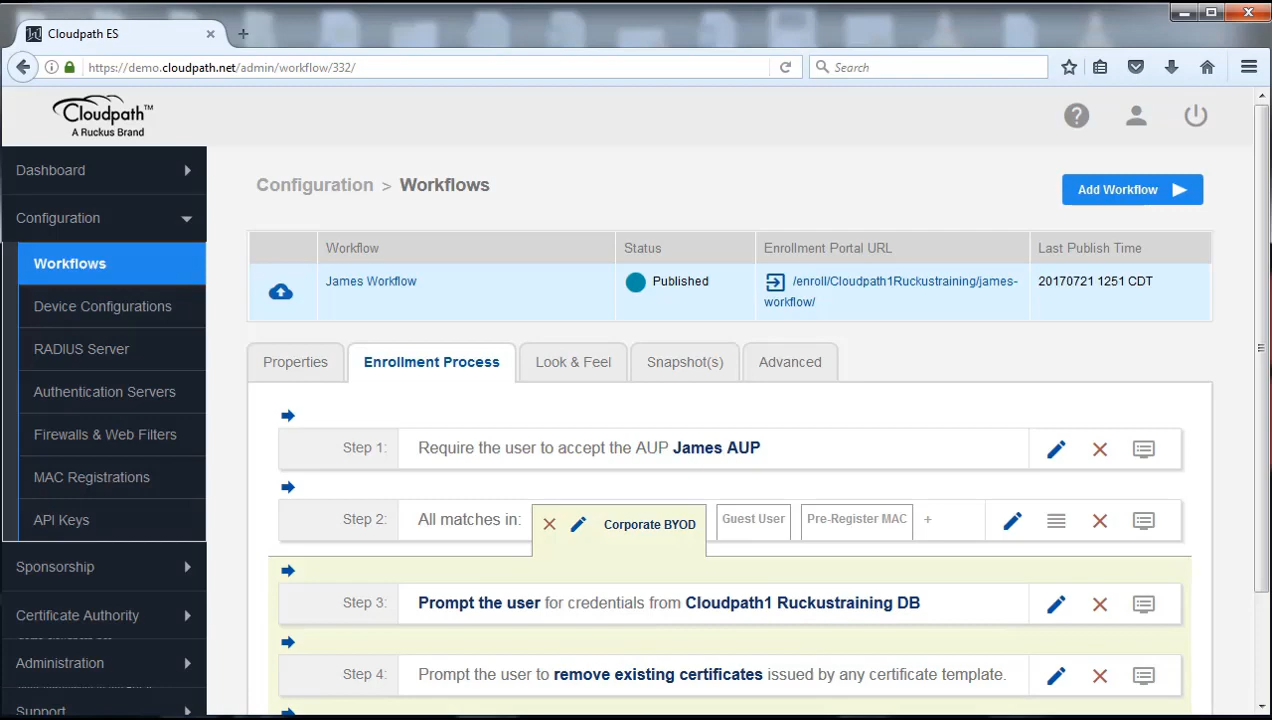 Cloudpath ES
https://demo.cloudpath.net/admin/workflow/332/
Search
Cloudpath™
A Ruckus Brand
Dashboard
Configuration
Workflows
Device Configurations
RADIUS Server
Authentication Servers
Firewalls & Web Filters
MAC Registrations
API Keys
Sponsorship
Certificate Authority
Administration
Support
Configuration > Workflows
Add Workflow
Workflow Status Enrollment Portal URL Last Publish Time
James Workflow Published /enroll/Cloudpath1Ruckustraining/james-
workflow/
20170721 1251 CDT
Properties Enrollment Process Look & Feel Snapshot(s) Advanced
Step 1: Require the user to accept the AUP James AUP
Step 2: All matches in: Corporate BYOD Guest User Pre-Register MAC +
Step 3: Prompt the user for credentials from Cloudpath1 Ruckustraining DB
Step 4: Prompt the user to remove existing certificates issued by any certificate template.